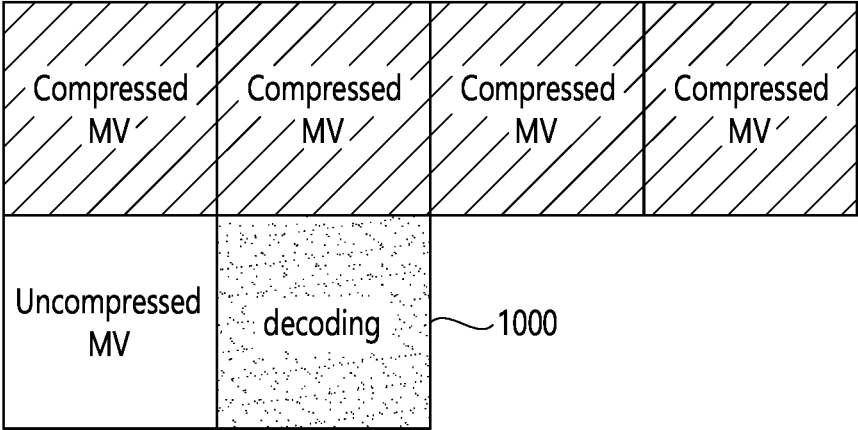 Compressed
MV
Compressed
MV
Compressed
MV
Compressed
MV
Uncompressed
MV
decoding
1000